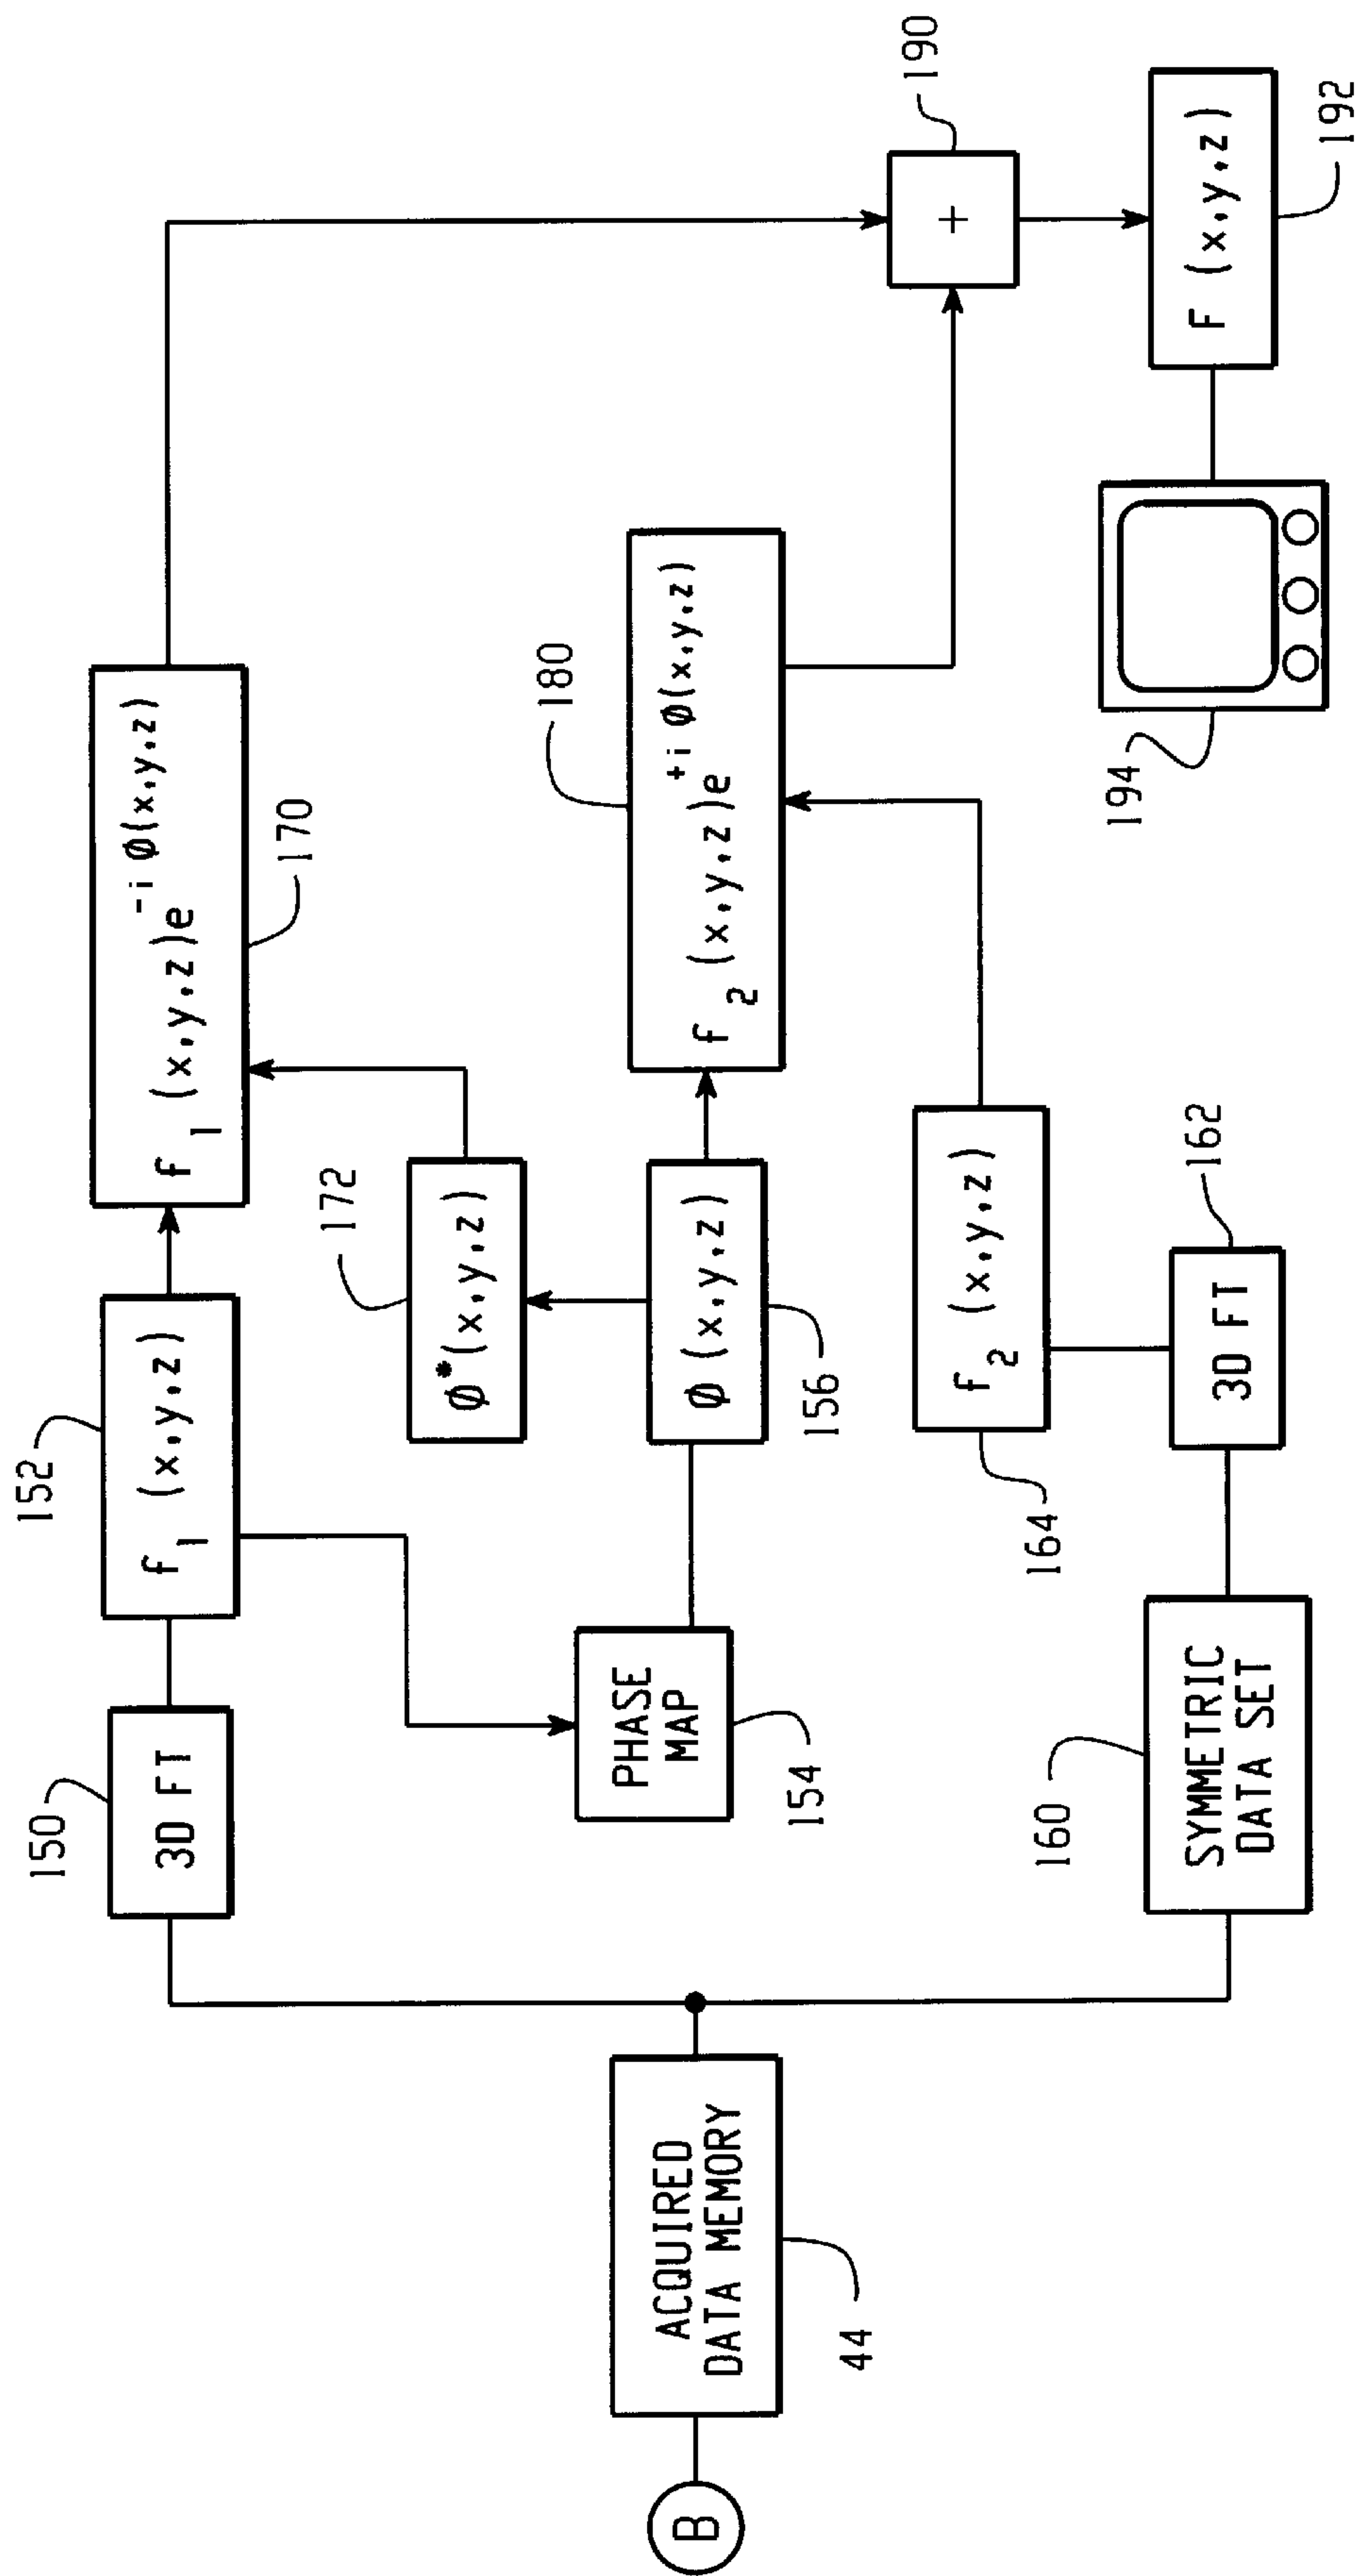 B
ACQUIRED
DATA MEMORY
44
150
3D FT
152
f₁ (x,y,z)
PHASE
MAP
154
172
ø*(x,y,z)
ø (x,y,z)
156
f₁ (x,y,z)e^-i ø(x,y,z)
170
180
f₂ (x,y,z)e^+i ø(x,y,z)
160
SYMMETRIC
DATA SET
3D FT
162
f₂ (x,y,z)
164
190
+
F (x,y,z)
192
194